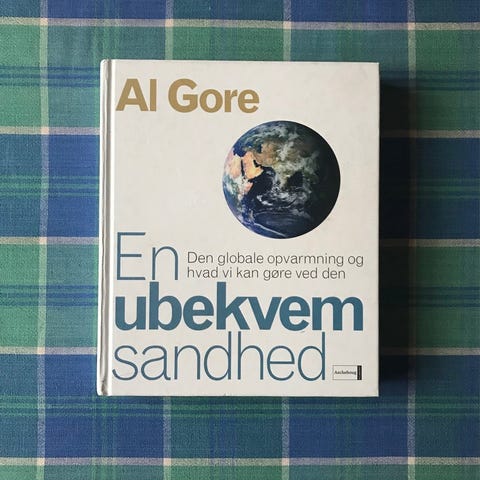 Al Gore
En
Den globale opvarmning og
hvad vi kan gøre ved den
ubekvem
sandhed
Aschehoug